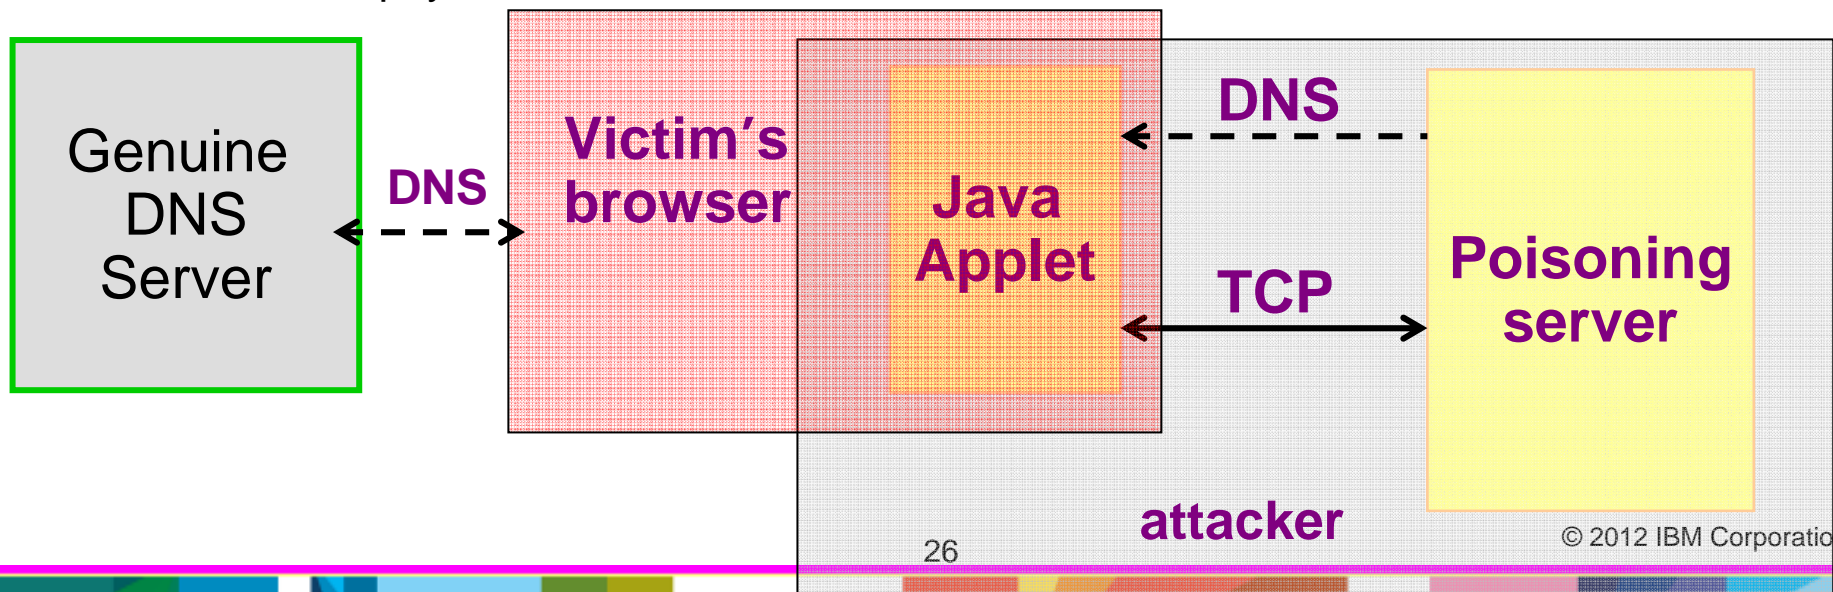 Genuine
DNS
Server
DNS
Victim's
browser
Java
Applet
DNS
TCP
Poisoning
server
attacker
26
© 2012 IBM Corporatio